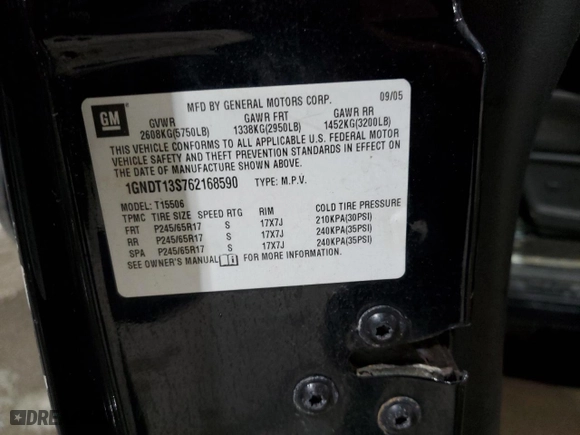 GM
MFD BY GENERAL MOTORS CORP. 09/05
GVWR GAWR FRT GAWR RR
2608KG(5750LB) 1338KG(2950LB) 1452KG(3200LB)
THIS VEHICLE CONFORMS TO ALL APPLICABLE U.S. FEDERAL MOTOR
VEHICLE SAFETY AND THEFT PREVENTION STANDARDS IN EFFECT ON
THE DATE OF MANUFACTURE SHOWN ABOVE.
1GNDT13S762168590 TYPE: M.P.V.
MODEL: T15506
TPMC TIRE SIZE SPEED RTG RIM COLD TIRE PRESSURE
FRT P245/65R17 S 17X7J 210KPA(30PSI)
RR P245/65R17 S 17X7J 240KPA(35PSI)
SPA P245/65R17 S 17X7J 240KPA(35PSI)
SEE OWNER'S MANUAL FOR MORE INFORMATION.